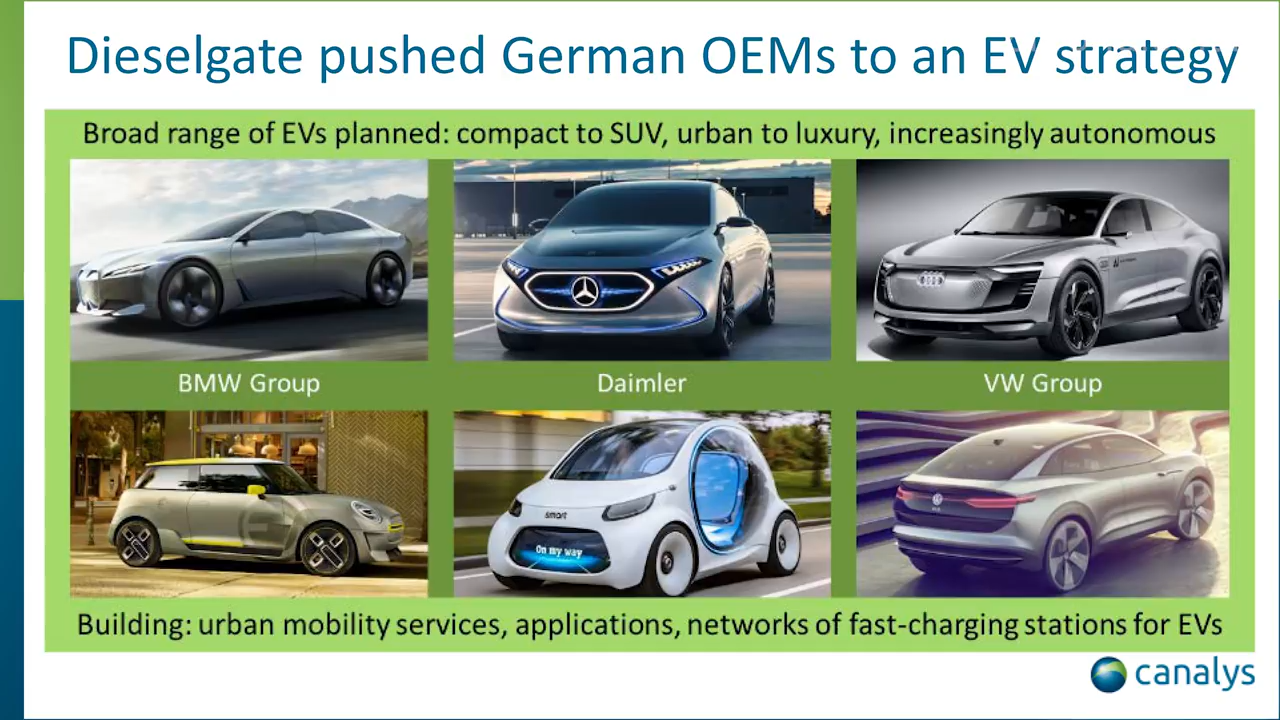 Dieselgate pushed German OEMs to an EV strategy
Broad range of EVs planned: compact to SUV, urban to luxury, increasingly autonomous
BMW Group
Daimler
VW Group
smart
On my way
Building: urban mobility services, applications, networks of fast-charging stations for EVs
canalys